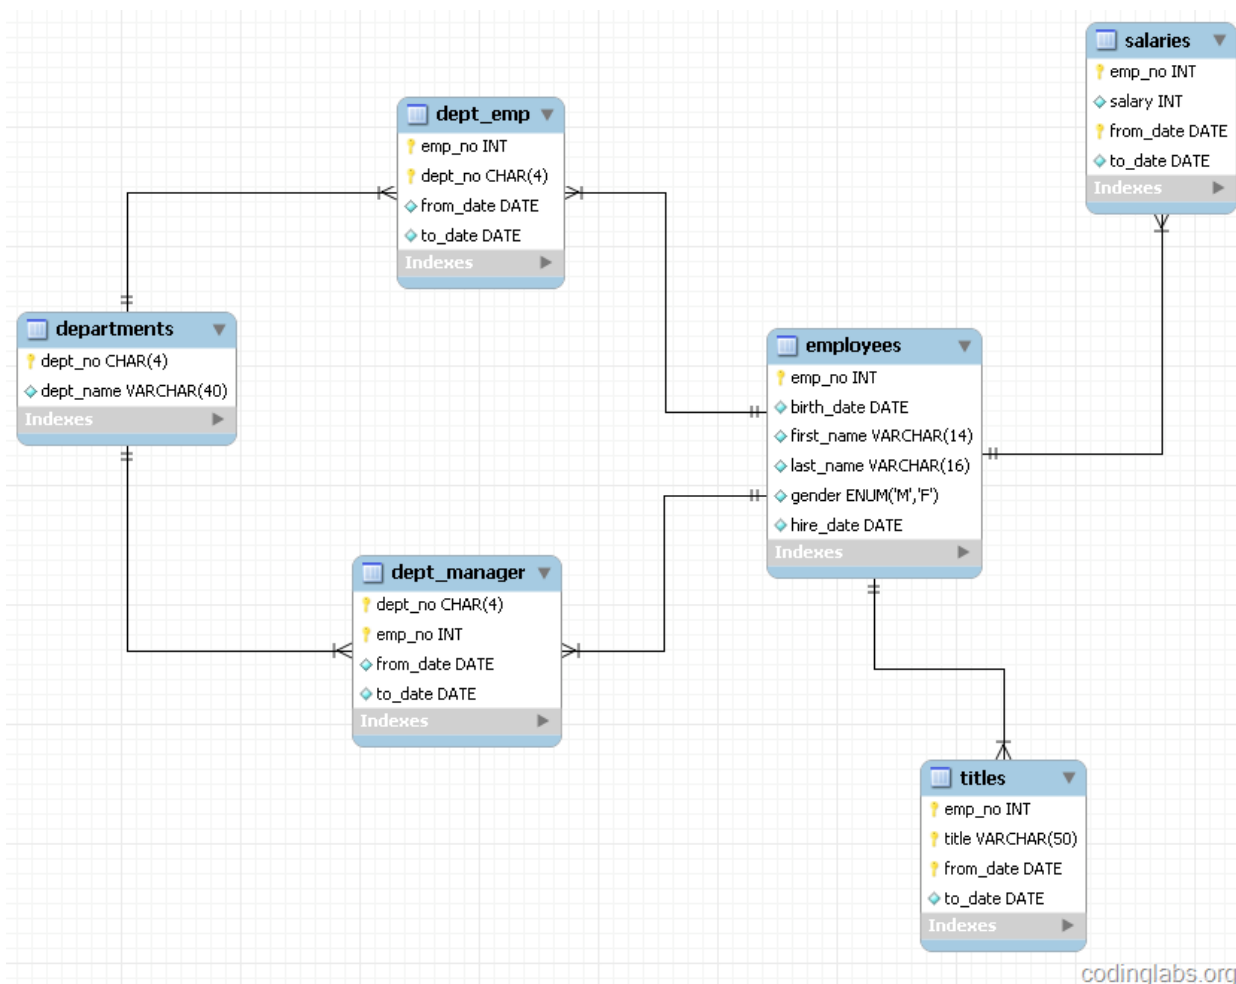 salaries
emp_no INT
salary INT
from_date DATE
to_date DATE
Indexes
dept_emp
emp_no INT
dept_no CHAR(4)
from_date DATE
to_date DATE
Indexes
departments
dept_no CHAR(4)
dept_name VARCHAR(40)
Indexes
employees
emp_no INT
birth_date DATE
first_name VARCHAR(14)
last_name VARCHAR(16)
gender ENUM('M','F')
hire_date DATE
Indexes
dept_manager
dept_no CHAR(4)
emp_no INT
from_date DATE
to_date DATE
Indexes
titles
emp_no INT
title VARCHAR(50)
from_date DATE
to_date DATE
Indexes
codinglabs.org